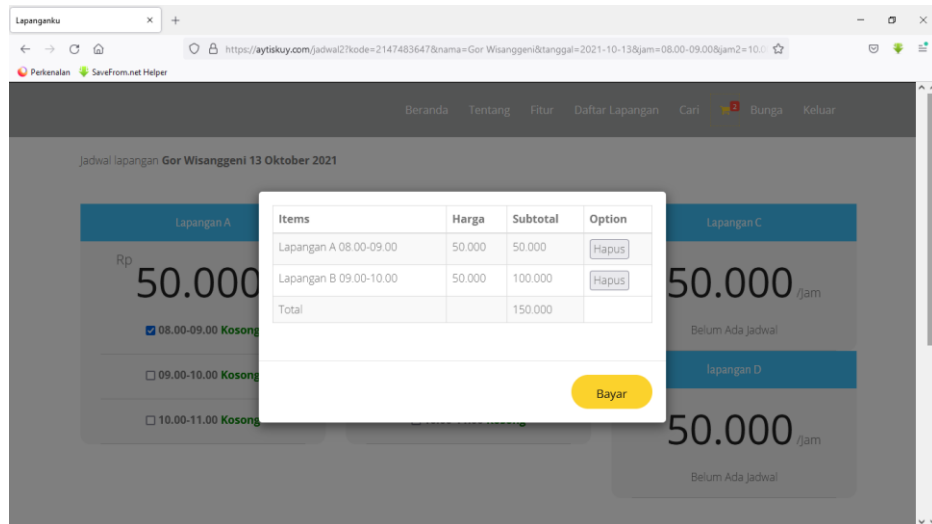 Lapanganku
https://aytiskuy.com/jadwal2?kode=2147483647&nama=Gor Wisanggeni&tanggal=2021-10-13&jam=08.00-09.00&jam2=10.0
Perkenalan SaveFrom.net Helper
Beranda Tentang Fitur Daftar Lapangan Cari 2 Bunga Keluar
Jadwal lapangan Gor Wisanggeni 13 Oktober 2021
Lapangan A
Rp
50.000
08.00-09.00 Kosong
09.00-10.00 Kosong
10.00-11.00 Kosong
Items Harga Subtotal Option
Lapangan A 08.00-09.00 50.000 50.000 Hapus
Lapangan B 09.00-10.00 50.000 100.000 Hapus
Total 150.000
Bayar
Lapangan C
50.000 /Jam
Belum Ada Jadwal
lapangan D
50.000 /Jam
Belum Ada Jadwal